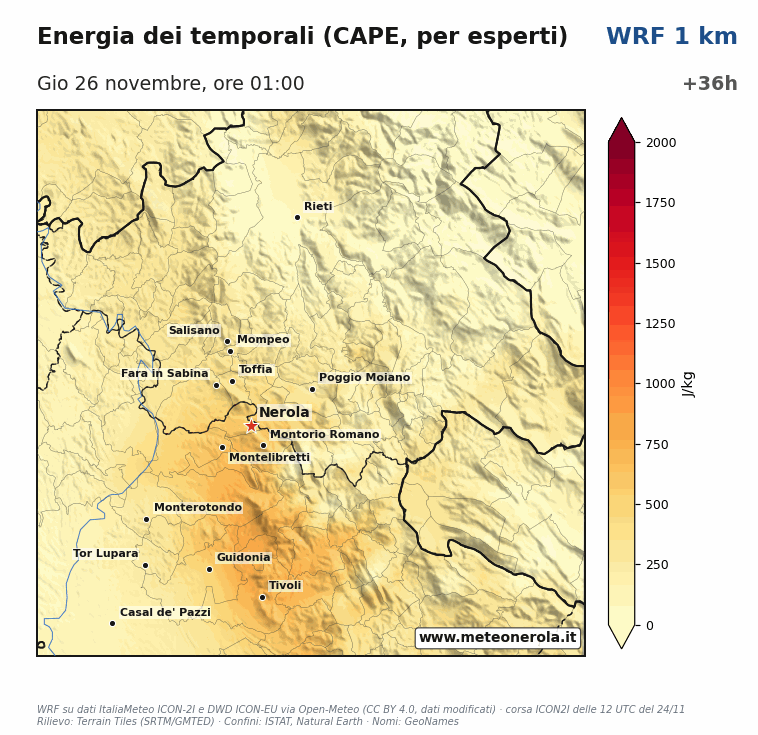 Energia dei temporali (CAPE, per esperti) WRF 1 km
Gio 26 novembre, ore 01:00 +36h
Rieti
Salisano
Mompeo
Fara in Sabina
Toffia
Poggio Moiano
Nerola
Montorio Romano
Montelibretti
Monterotondo
Tor Lupara
Guidonia
Tivoli
Casal de' Pazzi
www.meteonerola.it
2000
1750
1500
1250
1000
750
500
250
0
J/kg
WRF su dati ItaliaMeteo ICON-2I e DWD ICON-EU via Open-Meteo (CC BY 4.0, dati modificati) · corsa ICON2I delle 12 UTC del 24/11
Rilievo: Terrain Tiles (SRTM/GMTED) · Confini: ISTAT, Natural Earth · Nomi: GeoNames